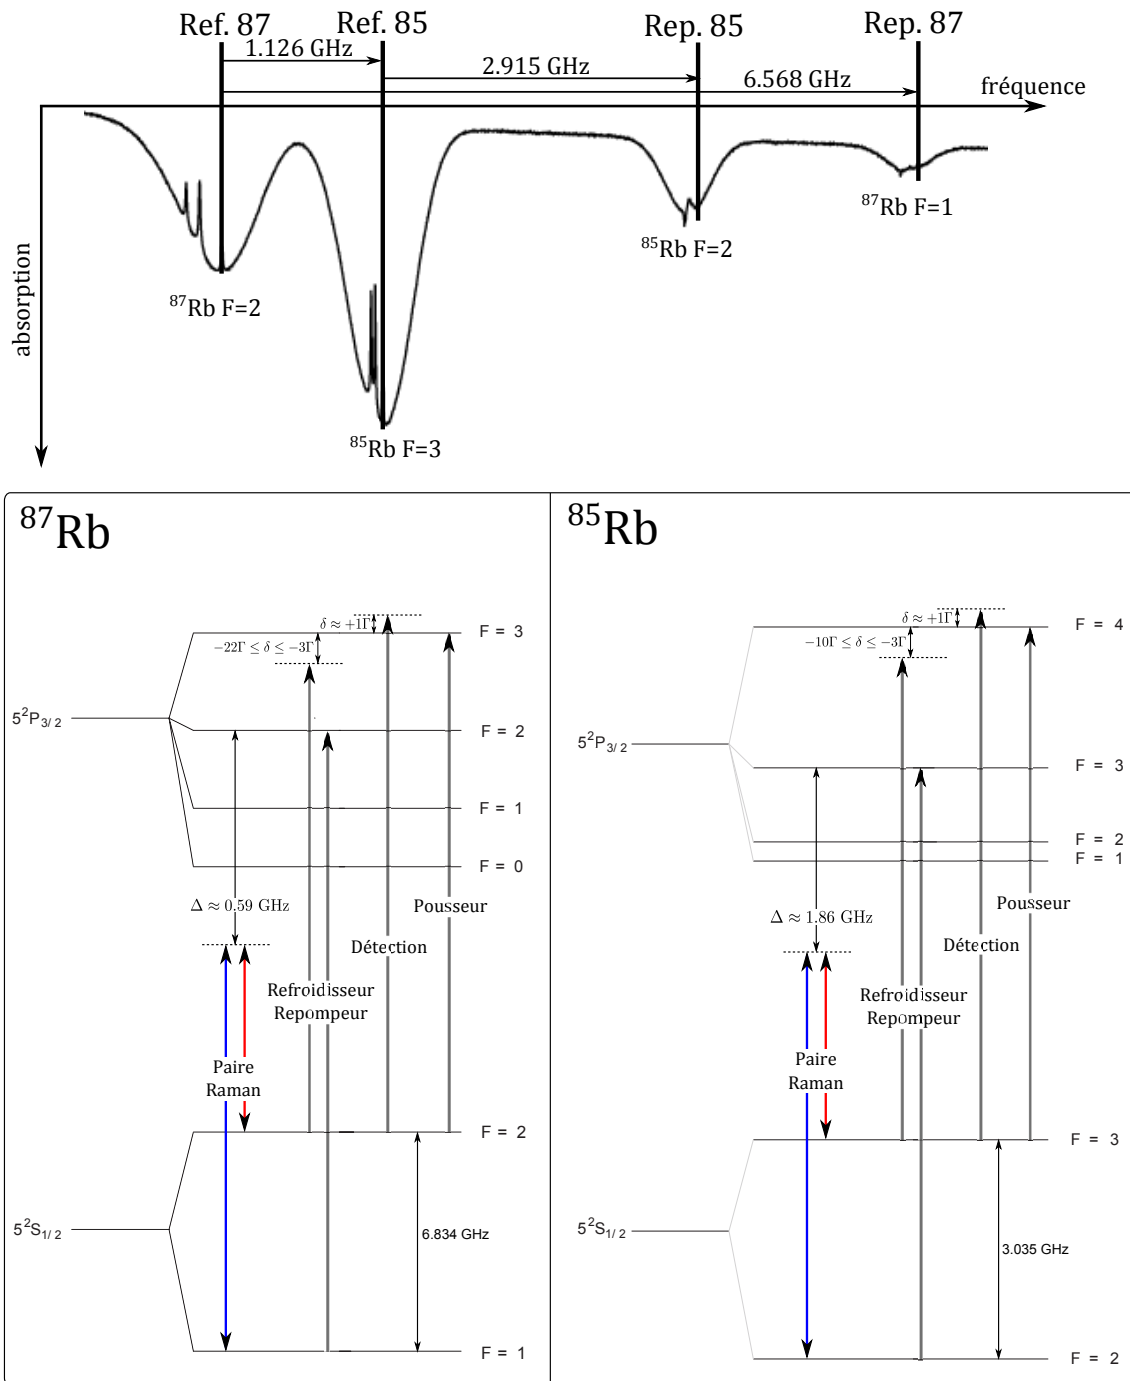 Ref. 87
Ref. 85
Rep. 85
Rep. 87
1.126 GHz
2.915 GHz
6.568 GHz
fréquence
absorption
⁸⁷Rb F=2
⁸⁵Rb F=3
⁸⁵Rb F=2
⁸⁷Rb F=1
⁸⁷Rb
δ ≈ +1Γ
−22Γ ≤ δ ≤ −3Γ
F = 3
5²P₃/₂
F = 2
F = 1
F = 0
Δ ≈ 0.59 GHz
Pousseur
Détection
Refroidisseur
Repompeur
Paire
Raman
F = 2
5²S₁/₂
6.834 GHz
F = 1
⁸⁵Rb
δ ≈ +1Γ
−10Γ ≤ δ ≤ −3Γ
F = 4
5²P₃/₂
F = 3
F = 2
F = 1
Δ ≈ 1.86 GHz
Pousseur
Détection
Refroidisseur
Repompeur
Paire
Raman
F = 3
5²S₁/₂
3.035 GHz
F = 2